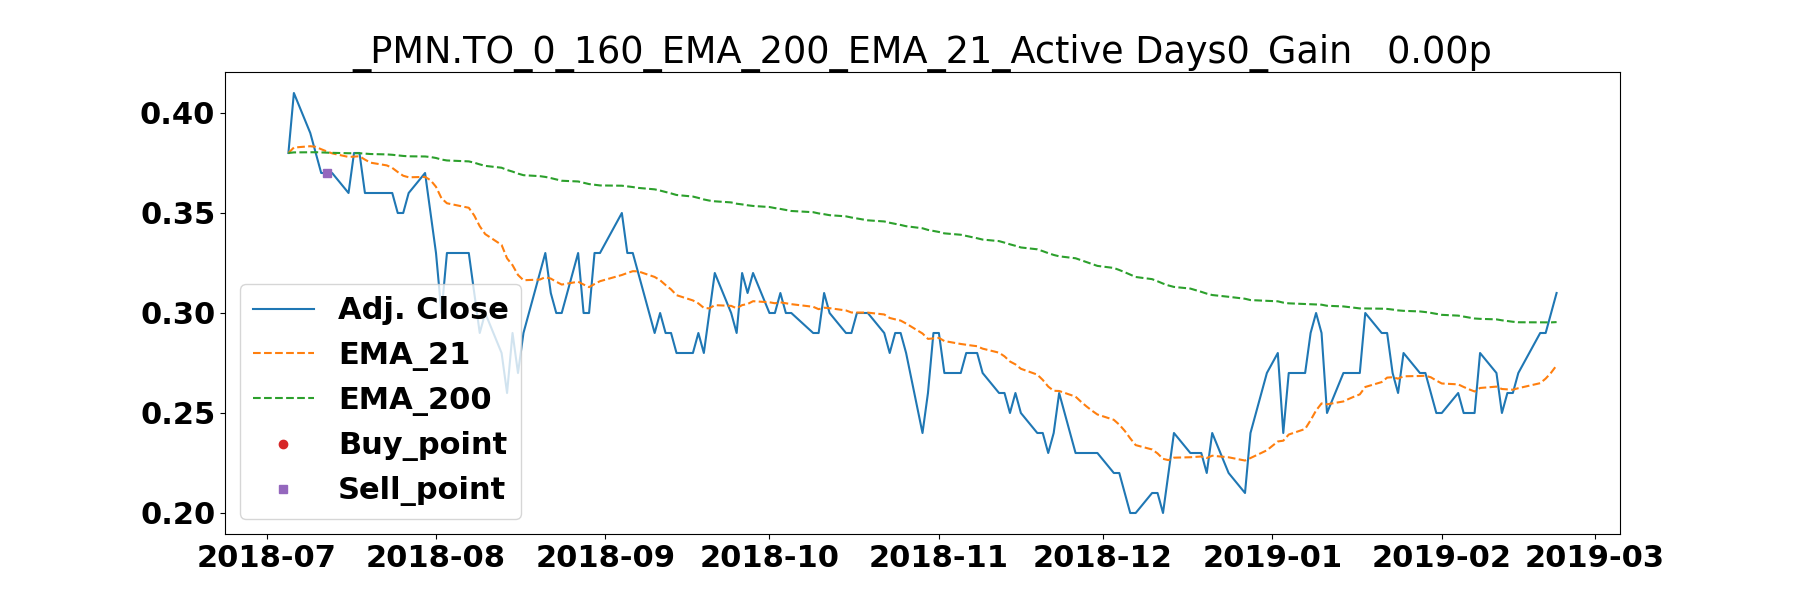 _PMN.TO_0_160_EMA_200_EMA_21_Active Days0_Gain   0.00p
0.40
0.35
0.30
0.25
0.20
Adj. Close
EMA_21
EMA_200
Buy_point
Sell_point
2018-07 2018-08 2018-09 2018-10 2018-11 2018-12 2019-01 2019-02 2019-03